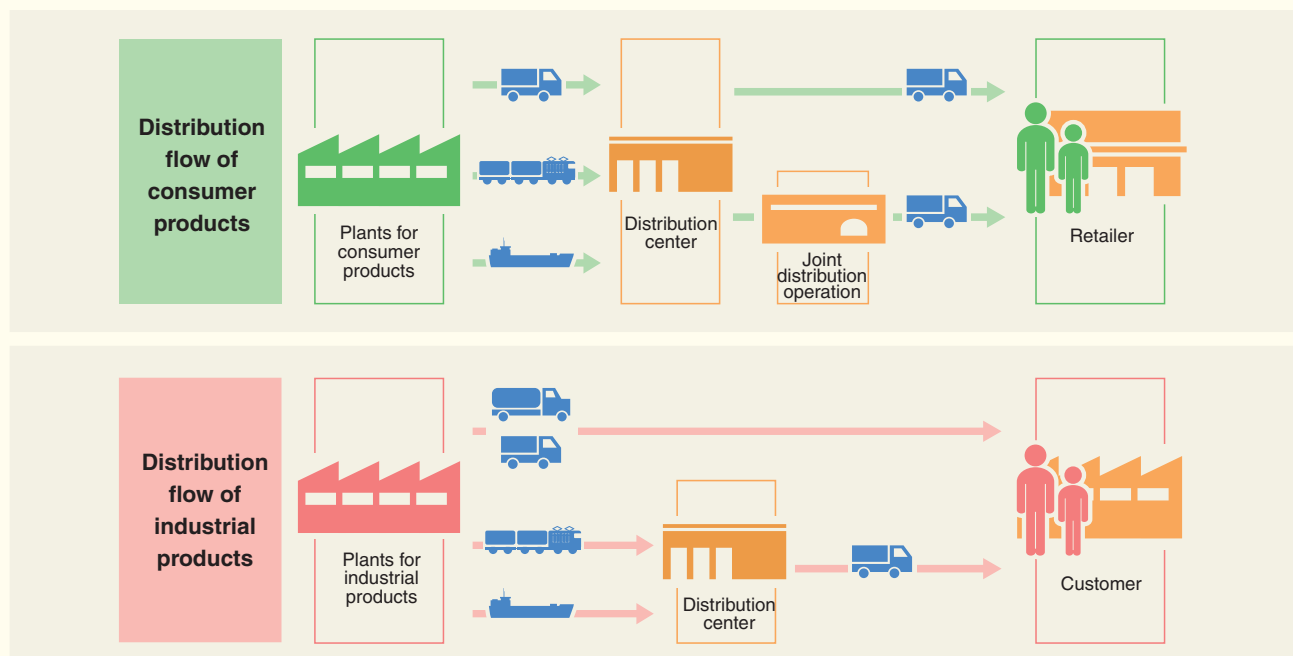 Distribution
flow of
consumer
products
Plants for
consumer
products
Distribution
center
Joint
distribution
operation
Retailer
Distribution
flow of
industrial
products
Plants for
industrial
products
Distribution
center
Customer